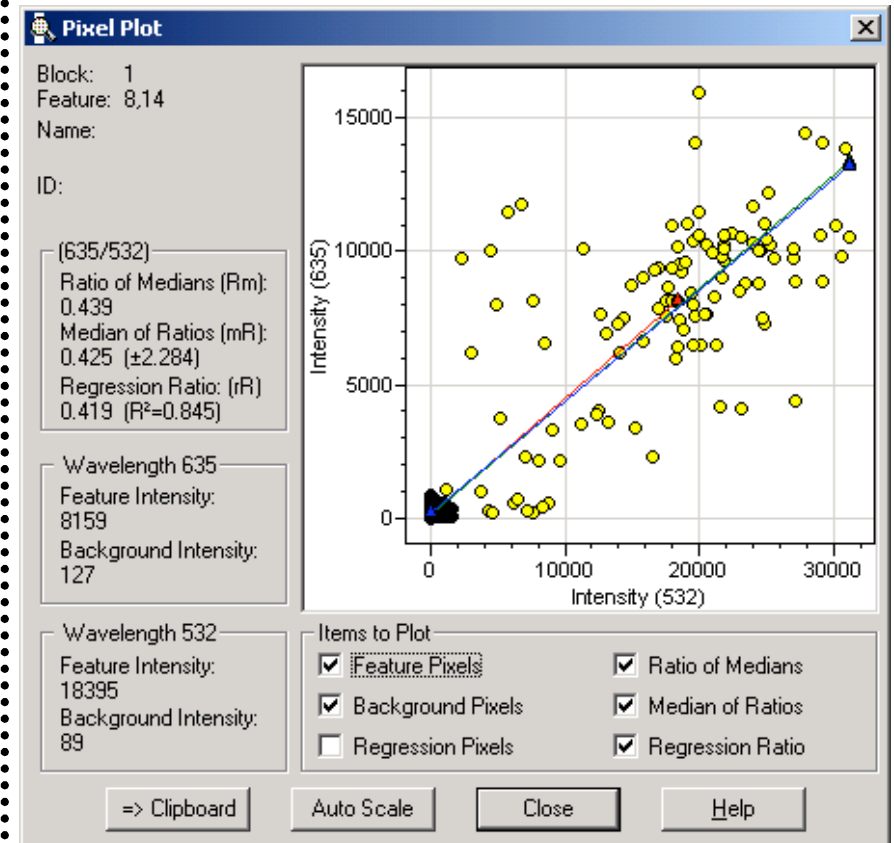 Pixel Plot
Block: 1
Feature: 8,14
Name:
ID:
(635/532)
Ratio of Medians (Rm):
0.439
Median of Ratios (mR):
0.425 (±2.284)
Regression Ratio: (rR)
0.419 (R²=0.845)
Wavelength 635
Feature Intensity:
8159
Background Intensity:
127
Wavelength 532
Feature Intensity:
18395
Background Intensity:
89
Intensity (635)
15000
10000
5000
0
0 10000 20000 30000
Intensity (532)
Items to Plot
Feature Pixels
Ratio of Medians
Background Pixels
Median of Ratios
Regression Pixels
Regression Ratio
=> Clipboard
Auto Scale
Close
Help